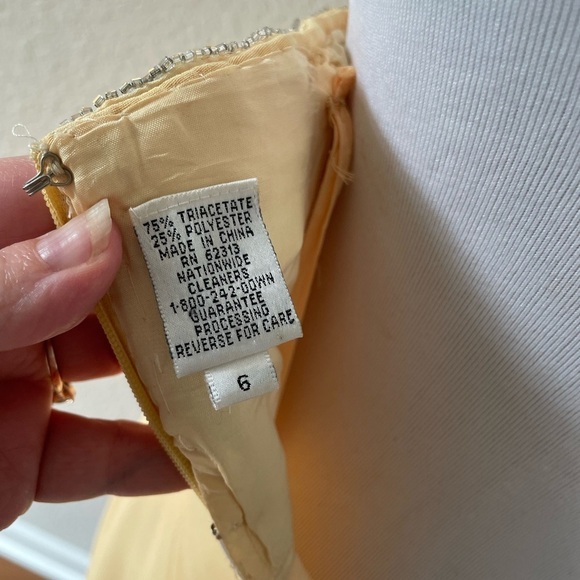 75% TRIACETATE
25% POLYESTER
MADE IN CHINA
RN 62313
NATIONWIDE
CLEANERS
1-800-242-DOWN
GUARANTEE
PROCESSING
REVERSE FOR CARE
6